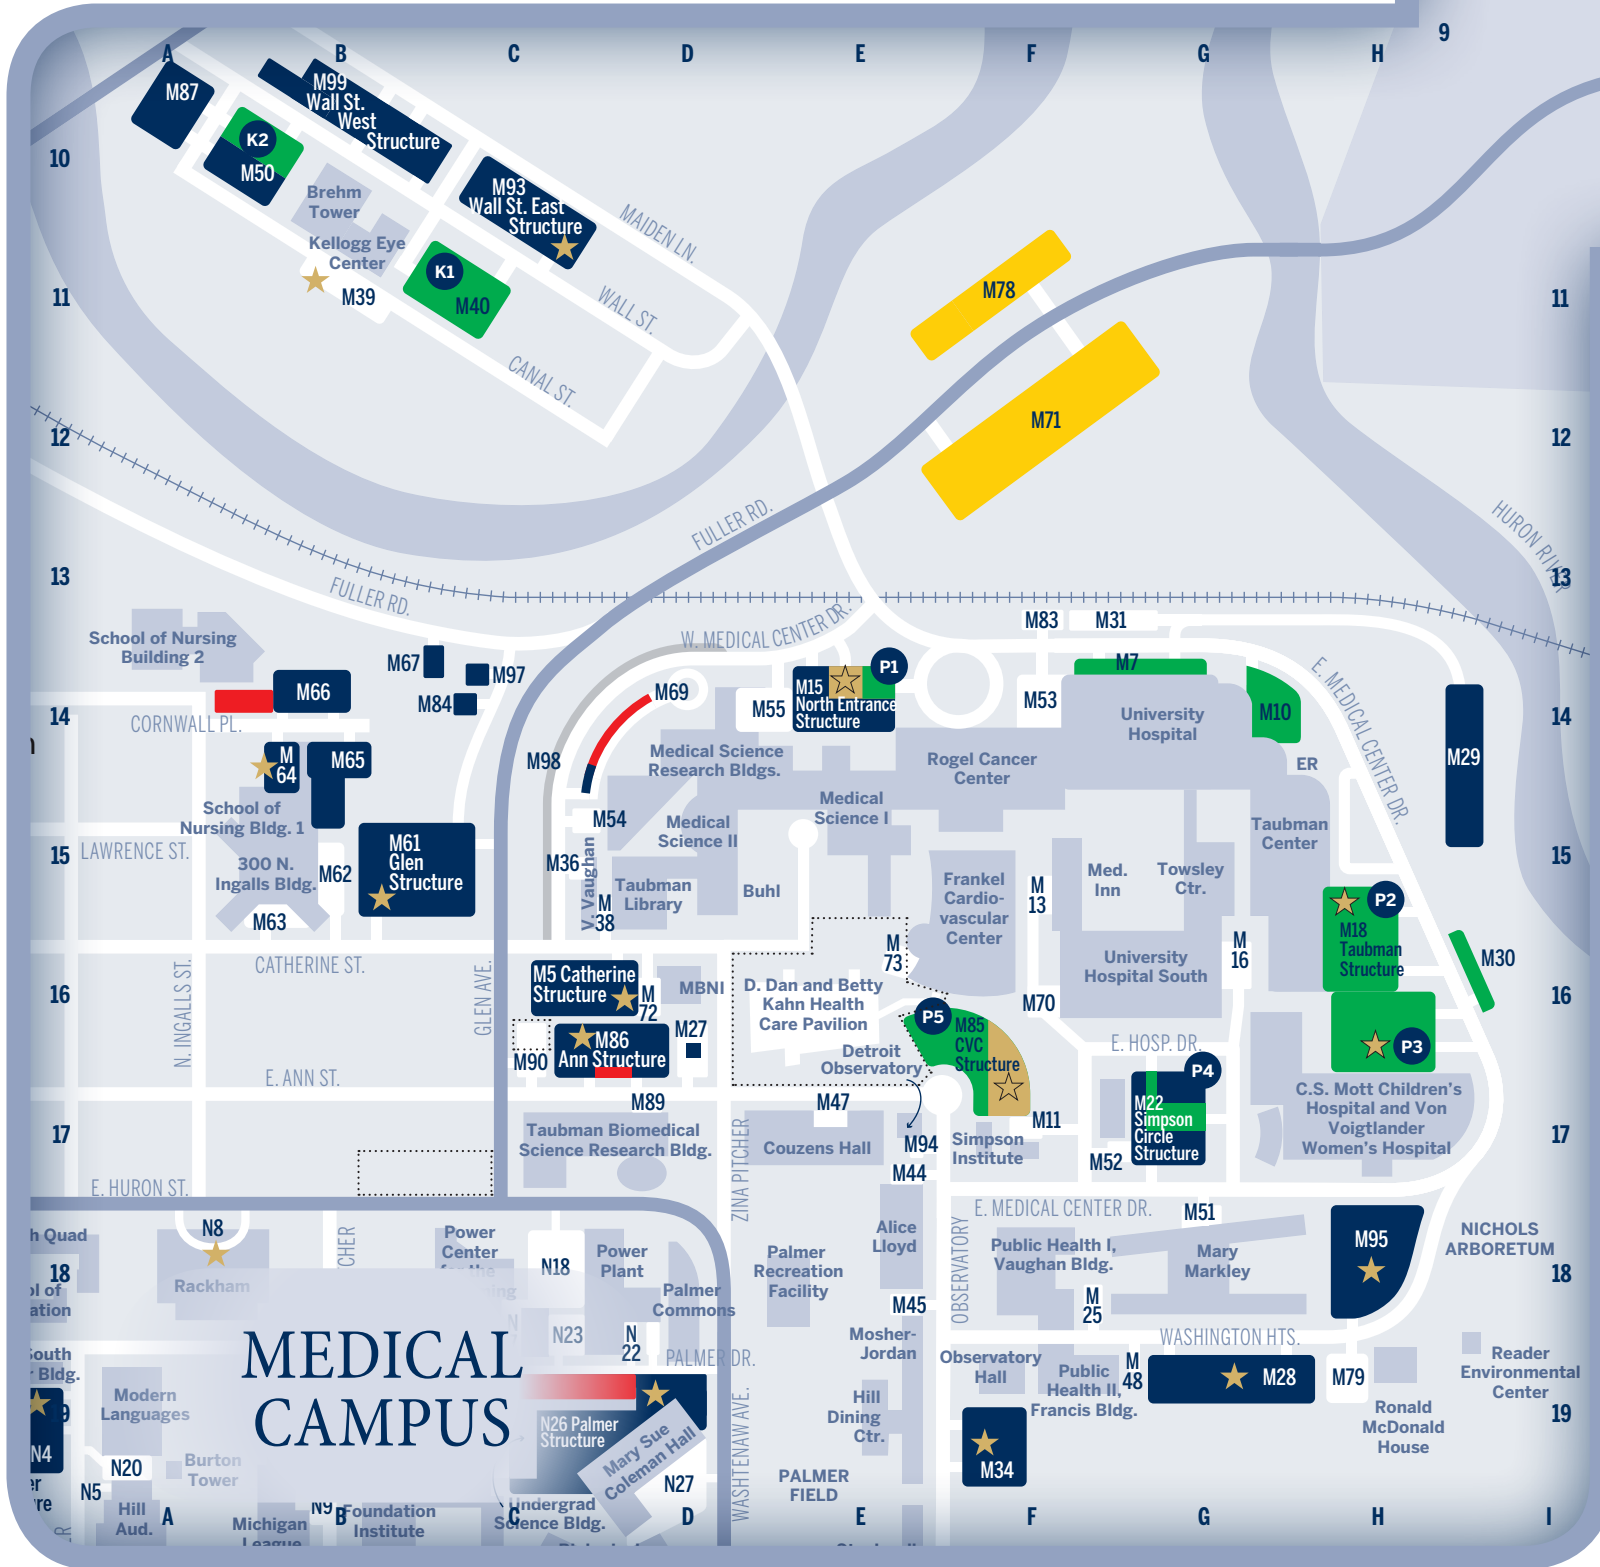 9
A
B
C
D
E
F
G
H
M87
M99
Wall St.
West
Structure
K2
M50
10
Brehm
Tower
M93
Wall St. East
Structure
MAIDEN LN.
Kellogg Eye
Center
K1
M40
M39
11
WALL ST.
M78
11
CANAL ST.
M71
12
12
FULLER RD.
HURON RIVER
13
13
FULLER RD.
W. MEDICAL CENTER DR.
M83
M31
School of Nursing
Building 2
M67
M97
M84
M66
M69
P1
M7
M15
North Entrance
Structure
M55
M53
M10
E. MEDICAL CENTER DR.
14
14
CORNWALL PL.
University
Hospital
M
64
M65
M98
Medical Science
Research Bldgs.
Rogel Cancer
Center
ER
M29
School of
Nursing Bldg. 1
M54
Medical
Science II
Medical
Science I
Taubman
Center
15
15
LAWRENCE ST.
M61
Glen
Structure
300 N.
Ingalls Bldg.
M62
M36
V. Vaughan
Taubman
Library
Buhl
M
38
Frankel
Cardio-
vascular
Center
M
13
Med.
Inn
Towsley
Ctr.
P2
M18
Taubman
Structure
M63
M
73
M
16
M30
CATHERINE ST.
N. INGALLS ST.
GLEN AVE.
M5 Catherine
Structure
M
72
MBNI
D. Dan and Betty
Kahn Health
Care Pavilion
University
Hospital South
16
16
M70
P5
M85
CVC
Structure
M86
Ann Structure
M27
M90
Detroit
Observatory
E. HOSP. DR.
P3
P4
E. ANN ST.
M89
M47
M11
M22
Simpson
Circle
Structure
C.S. Mott Children's
Hospital and Von
Voigtlander
Women's Hospital
17
17
Taubman Biomedical
Science Research Bldg.
ZINA PITCHER
Couzens Hall
M94
Simpson
Institute
M52
M44
E. HURON ST.
E. MEDICAL CENTER DR.
M51
h Quad
N8
CHER
Power
Center
for the
N18
Power
Plant
Alice
Lloyd
OBSERVATORY
Public Health I,
Vaughan Bldg.
Mary
Markley
M95
NICHOLS
ARBORETUM
18
18
Rackham
ol of
ation
Palmer
Recreation
Facility
Palmer
Commons
M45
M
25
N23
N
22
PALMER DR.
Mosher-
Jordan
WASHINGTON HTS.
MEDICAL
CAMPUS
South
r Bldg.
Observatory
Hall
Public
Health II,
Francis Bldg.
M
48
M28
M79
Reader
Environmental
Center
Modern
Languages
19
19
N26 Palmer
Structure
Mary Sue
Coleman Hall
WASHTENAW AVE.
Hill
Dining
Ctr.
Ronald
McDonald
House
N4
N20
Burton
Tower
M34
N5
er
re
N27
PALMER
FIELD
Hill
Aud.
N9
Foundation
Institute
Undergrad
Science Bldg.
Michigan
League
A
B
C
D
E
F
G
H
I